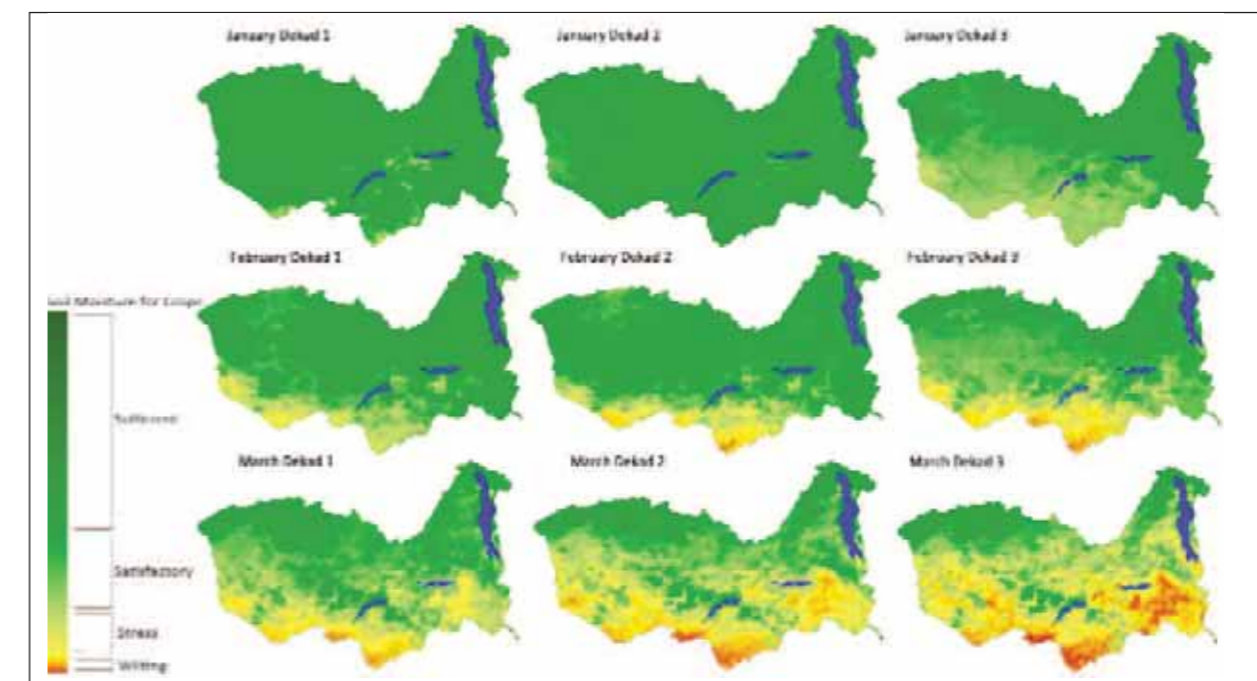 January Dekad 1
January Dekad 2
January Dekad 3
February Dekad 1
February Dekad 2
February Dekad 3
Soil Moisture for Crops
Sufficient
March Dekad 1
March Dekad 2
March Dekad 3
Satisfactory
Stress
Wilting